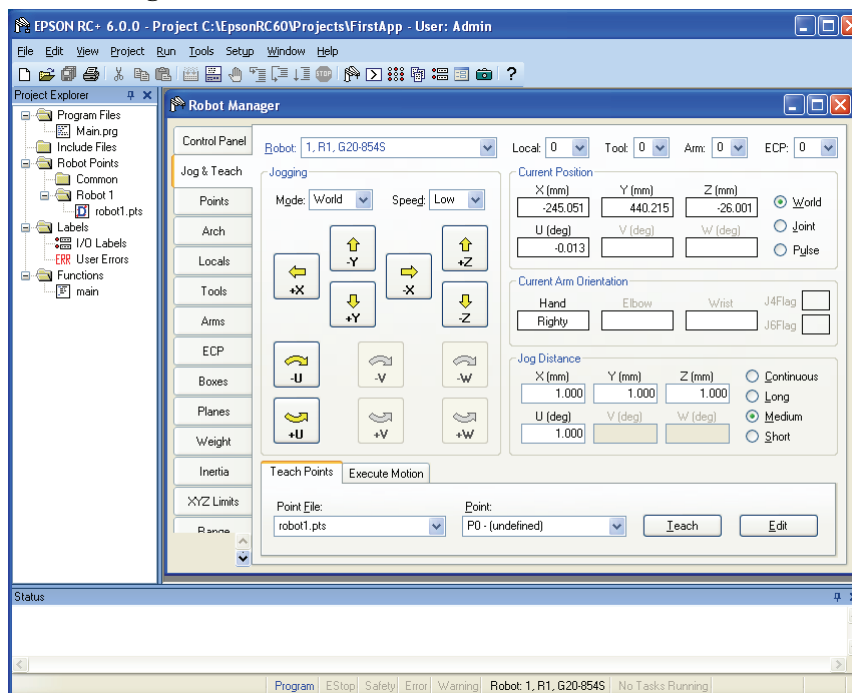 EPSON RC+ 6.0.0 - Project C:\EpsonRC60\Projects\FirstApp - User: Admin
File Edit View Project Run Tools Setup Window Help
Project Explorer
Program Files
Main.prg
Include Files
Robot Points
Common
Robot 1
robot1.pts
Labels
I/O Labels
ERR User Errors
Functions
main
Robot Manager
Control Panel
Jog & Teach
Points
Arch
Locals
Tools
Arms
ECP
Boxes
Planes
Weight
Inertia
XYZ Limits
Range
Robot: 1, R1, G20-854S Local: 0 Tool: 0 Arm: 0 ECP: 0
Jogging
Mode: World Speed: Low
-Y +Z
+X -X
+Y -Z
-U -V -W
+U +V +W
Current Position
X (mm) Y (mm) Z (mm)
-245.051 440.215 -26.001 World
U (deg) V (deg) W (deg) Joint
-0.013 Pulse
Current Arm Orientation
Hand Elbow Wrist J4Flag
Righty J6Flag
Jog Distance
X (mm) Y (mm) Z (mm) Continuous
1.000 1.000 1.000 Long
U (deg) V (deg) W (deg) Medium
1.000 Short
Teach Points Execute Motion
Point File: Point:
robot1.pts P0 - (undefined) Teach Edit
Status
Program EStop Safety Error Warning Robot: 1, R1, G20-854S No Tasks Running